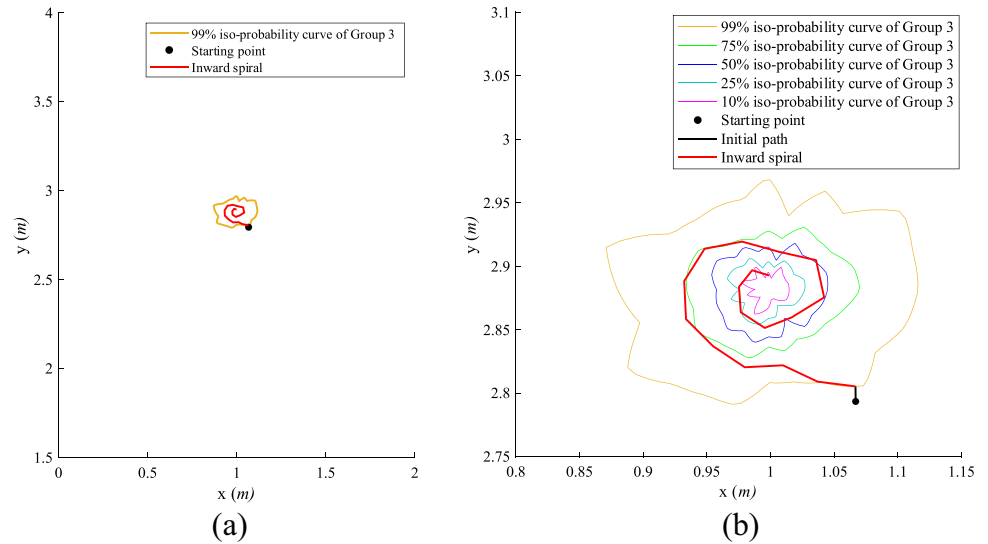 4
3.5
3
2.5
2
1.5
0
0.5
1
1.5
2
y (m)
x (m)
99% iso-probability curve of Group 3
Starting point
Inward spiral
(a)
3.1
3.05
3
2.95
2.9
2.85
2.8
2.75
0.8
0.85
0.9
0.95
1
1.05
1.1
1.15
y (m)
x (m)
99% iso-probability curve of Group 3
75% iso-probability curve of Group 3
50% iso-probability curve of Group 3
25% iso-probability curve of Group 3
10% iso-probability curve of Group 3
Starting point
Initial path
Inward spiral
(b)